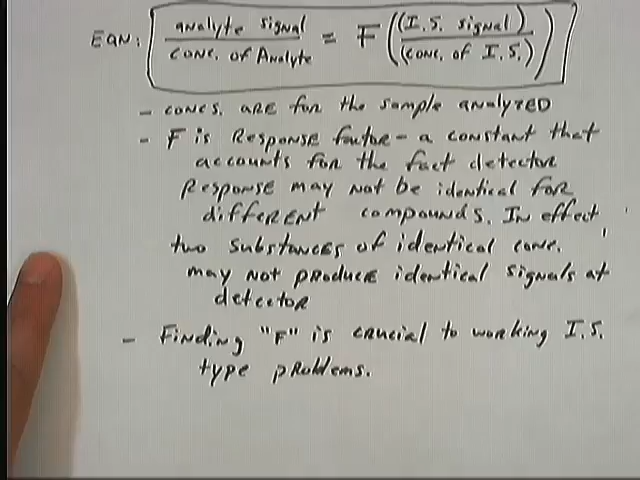 EQN: analyte signal / conc. of Analyte = F ((I.S. signal) / (conc. of I.S.))
- concs. are for the sample analyzed
- F is Response factor - a constant that
accounts for the fact detector
Response may not be identical for
different compounds. In effect,
two substances of identical conc.
may not produce identical signals at
detector
- Finding "F" is crucial to working I.S.
type problems.